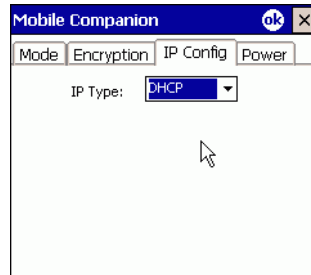 Mobile Companion ok
Mode Encryption IP Config Power
IP Type: DHCP